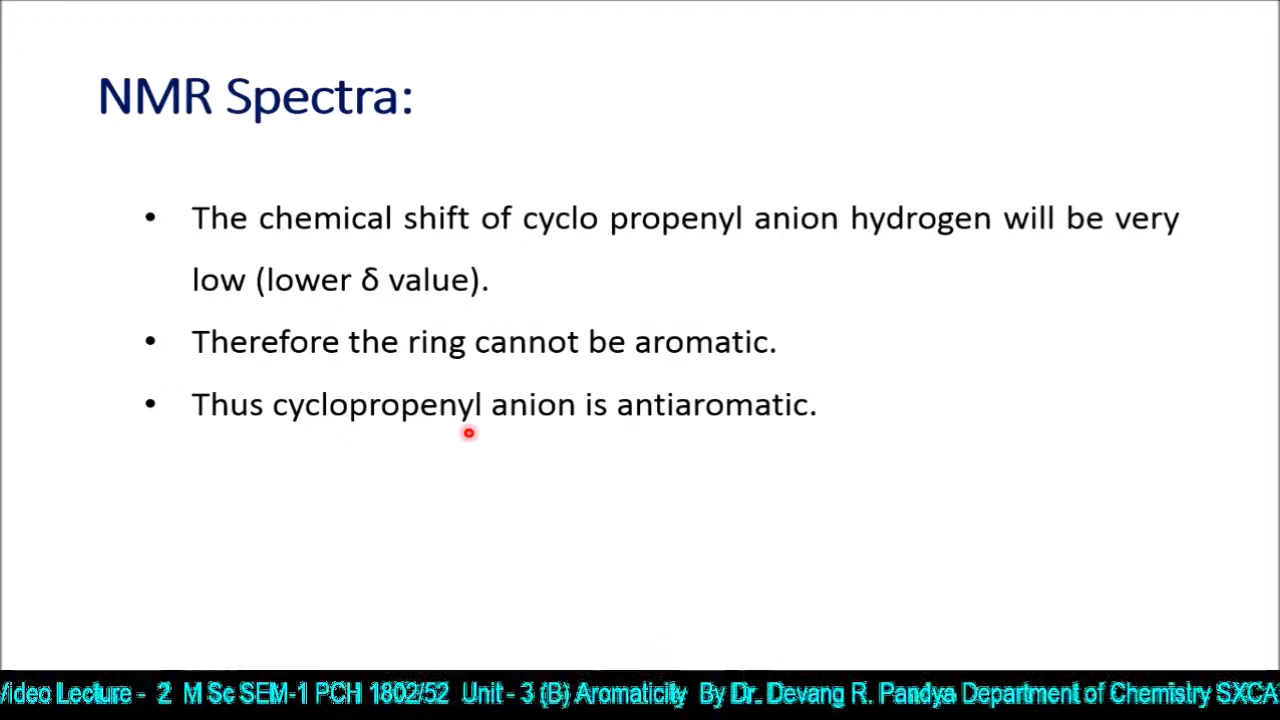 NMR Spectra:
• The chemical shift of cyclo propenyl anion hydrogen will be very
low (lower δ value).
• Therefore the ring cannot be aromatic.
• Thus cyclopropenyl anion is antiaromatic.
Video Lecture - 2 M Sc SEM-1 PCH 1802/52 Unit - 3 (B) Aromaticity By Dr. Devang R. Pandya Department of Chemistry SXCA